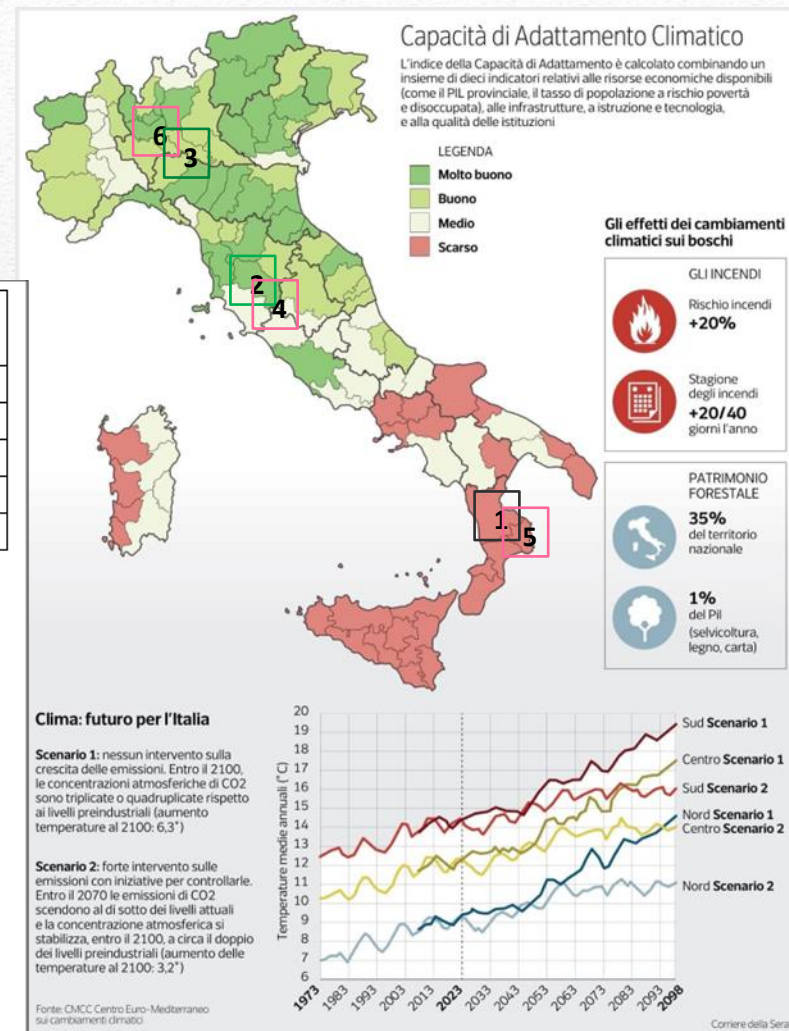 Capacità di Adattamento Climatico
L'indice della Capacità di Adattamento è calcolato combinando un
insieme di dieci indicatori relativi alle risorse economiche disponibili
(come il PIL provinciale, il tasso di popolazione a rischio povertà
e disoccupata), alle infrastrutture, a istruzione e tecnologia,
e alla qualità delle istituzioni
LEGENDA
Molto buono
Buono
Medio
Scarso
6
3
2
4
1
5
Gli effetti dei cambiamenti
climatici sui boschi
GLI INCENDI
Rischio incendi
+20%
Stagione
degli incendi
+20/40
giorni l'anno
PATRIMONIO
FORESTALE
35%
del territorio
nazionale
1%
del Pil
(selvicoltura,
legno, carta)
Clima: futuro per l'Italia
Scenario 1: nessun intervento sulla
crescita delle emissioni. Entro il 2100,
le concentrazioni atmosferiche di CO2
sono triplicate o quadruplicate rispetto
ai livelli preindustriali (aumento
temperature al 2100: 6,3°)
Scenario 2: forte intervento sulle
emissioni con iniziative per controllarle.
Entro il 2070 le emissioni di CO2
scendono al di sotto dei livelli attuali
e la concentrazione atmosferica si
stabilizza, entro il 2100, a circa il doppio
dei livelli preindustriali (aumento delle
temperature al 2100: 3,2°)
Fonte: CMCC Centro Euro-Mediterraneo
sui cambiamenti climatici
Temperature medie annuali (°C)
20
19
18
17
16
15
14
13
12
11
10
9
8
7
6
1973
1983
1993
2003
2013
2023
2033
2043
2053
2063
2073
2083
2093
2098
Sud Scenario 1
Centro Scenario 1
Sud Scenario 2
Nord Scenario 1
Centro Scenario 2
Nord Scenario 2
Corriere della Sera